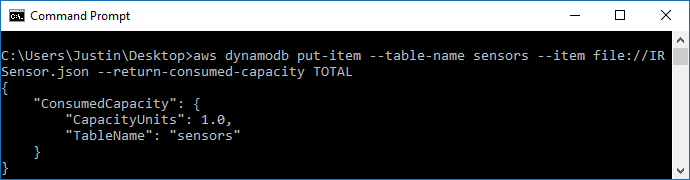 Command Prompt
C:\Users\Justin\Desktop>aws dynamodb put-item --table-name sensors --item file://IR
Sensor.json --return-consumed-capacity TOTAL
{
    "ConsumedCapacity": {
        "CapacityUnits": 1.0,
        "TableName": "sensors"
    }
}